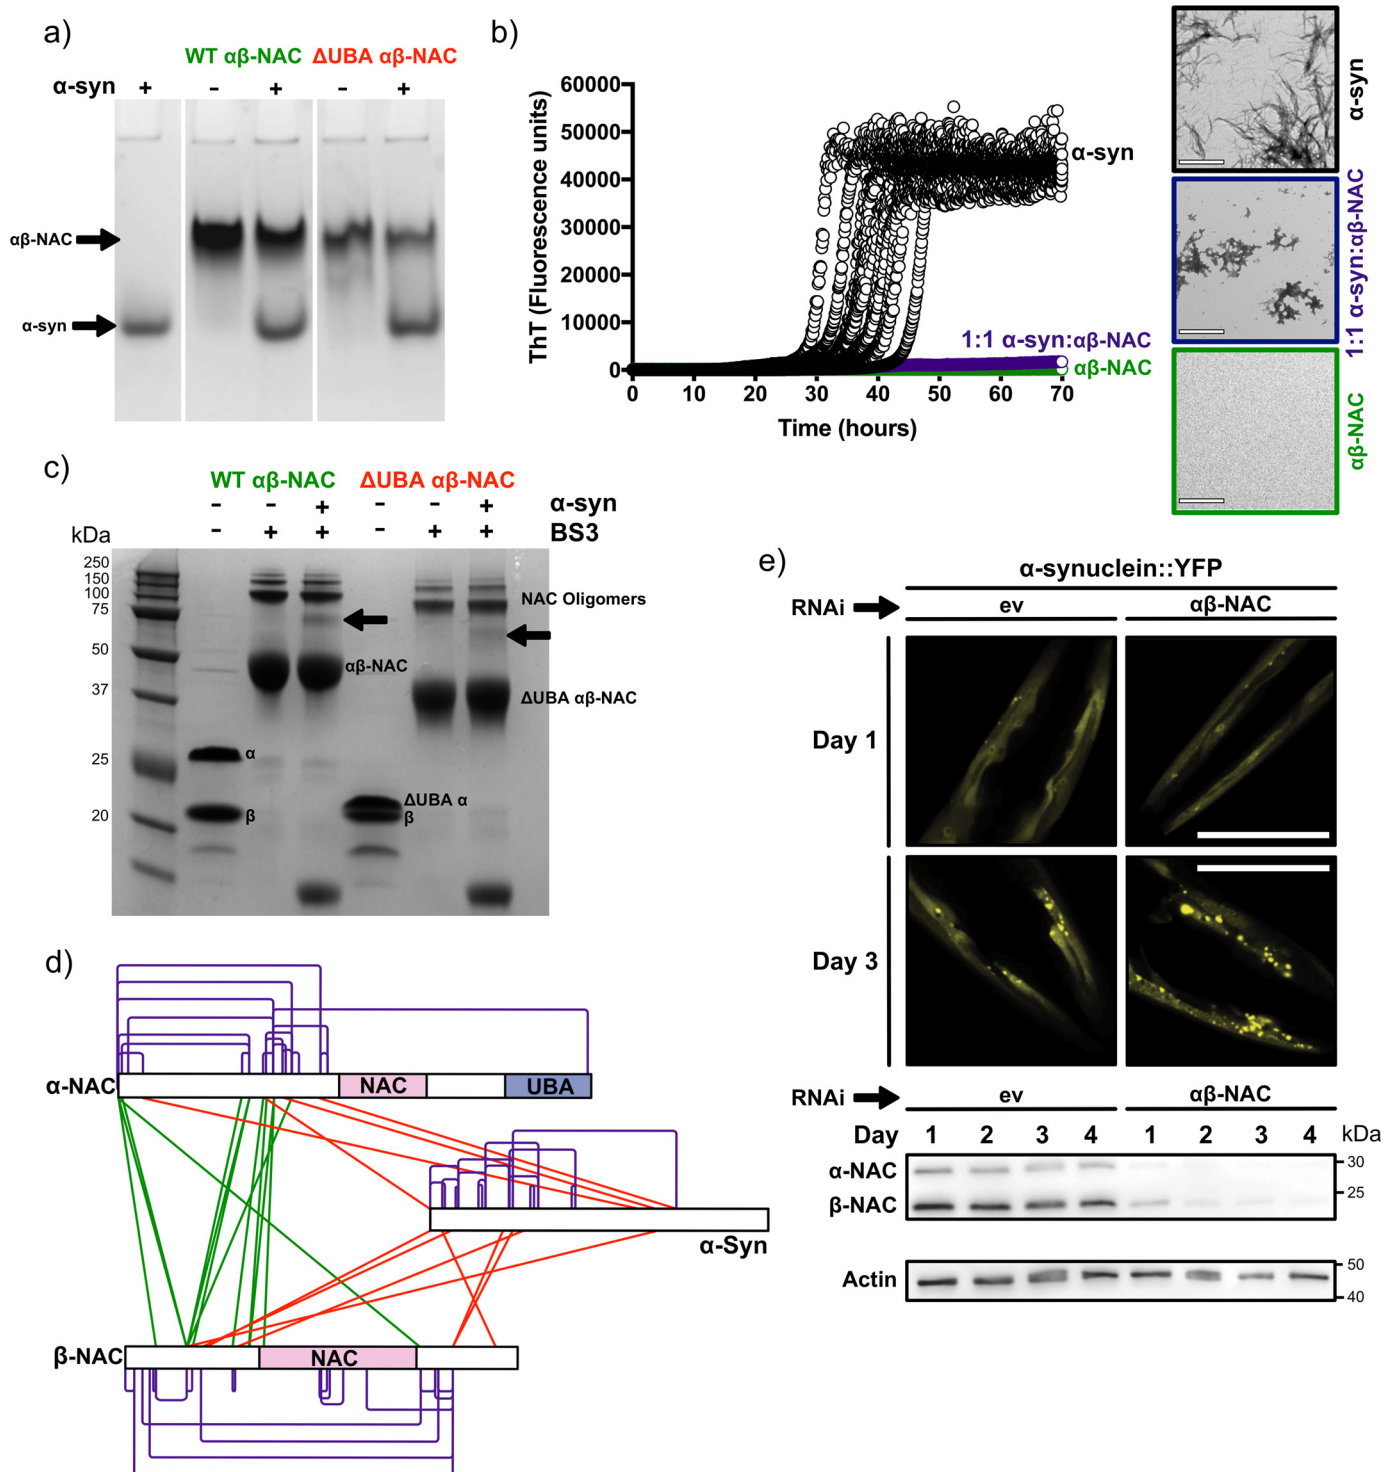 a)
WT αβ-NAC ΔUBA αβ-NAC
α-syn + - + - +
αβ-NAC
α-syn
b)
ThT (Fluorescence units)
60000
50000
40000
30000
20000
10000
0
0 10 20 30 40 50 60 70
Time (hours)
α-syn
1:1 α-syn:αβ-NAC
αβ-NAC
α-syn
1:1 α-syn:αβ-NAC
αβ-NAC
c)
WT αβ-NAC ΔUBA αβ-NAC
- - + - - + α-syn
- + + - + + BS3
kDa
250
150
100
75
50
37
25
20
NAC Oligomers
αβ-NAC
ΔUBA αβ-NAC
α
β
ΔUBA α
β
d)
α-NAC NAC UBA
α-Syn
β-NAC NAC
e)
α-synuclein::YFP
RNAi ev αβ-NAC
Day 1
Day 3
RNAi ev αβ-NAC
Day 1 2 3 4 1 2 3 4 kDa
α-NAC 30
25
β-NAC
Actin 50
40